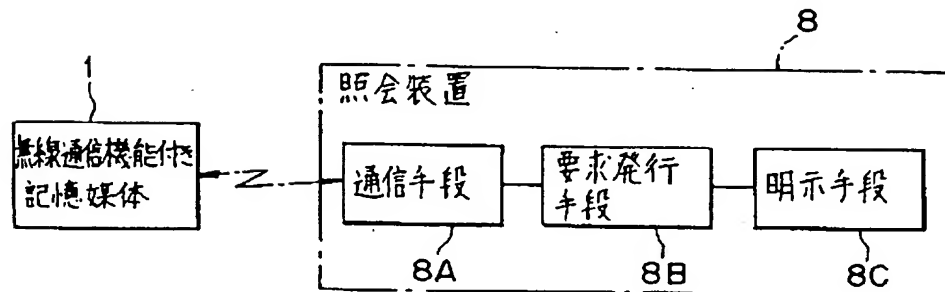 8
1
照会装置
無線通信機能付き
記憶媒体
通信手段
要求発行
手段
明示手段
8A
8B
8C